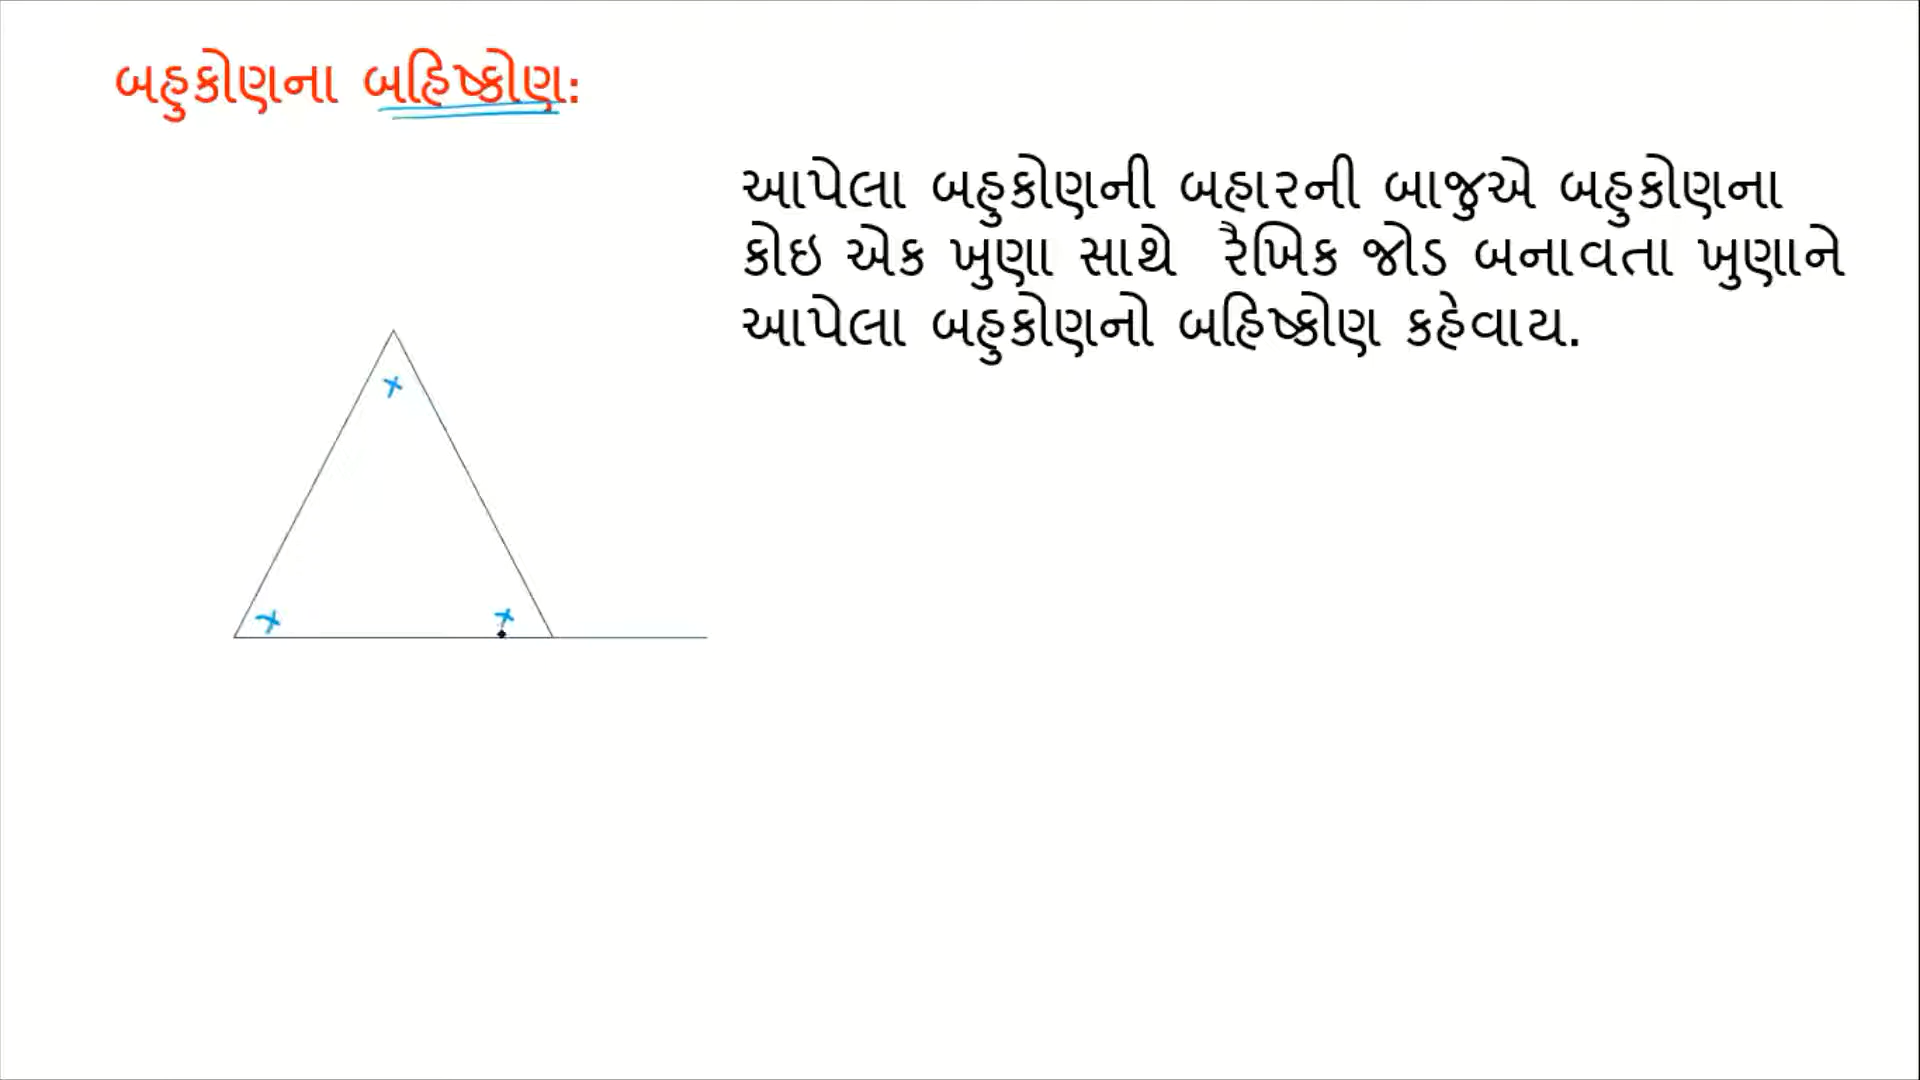 બહુકોણના બહિષ્કોણ:
આપેલા બહુકોણની બહારની બાજુએ બહુકોણના
કોઇ એક ખુણા સાથે રૈખિક જોડ બનાવતા ખુણાને
આપેલા બહુકોણનો બહિષ્કોણ કહેવાય.